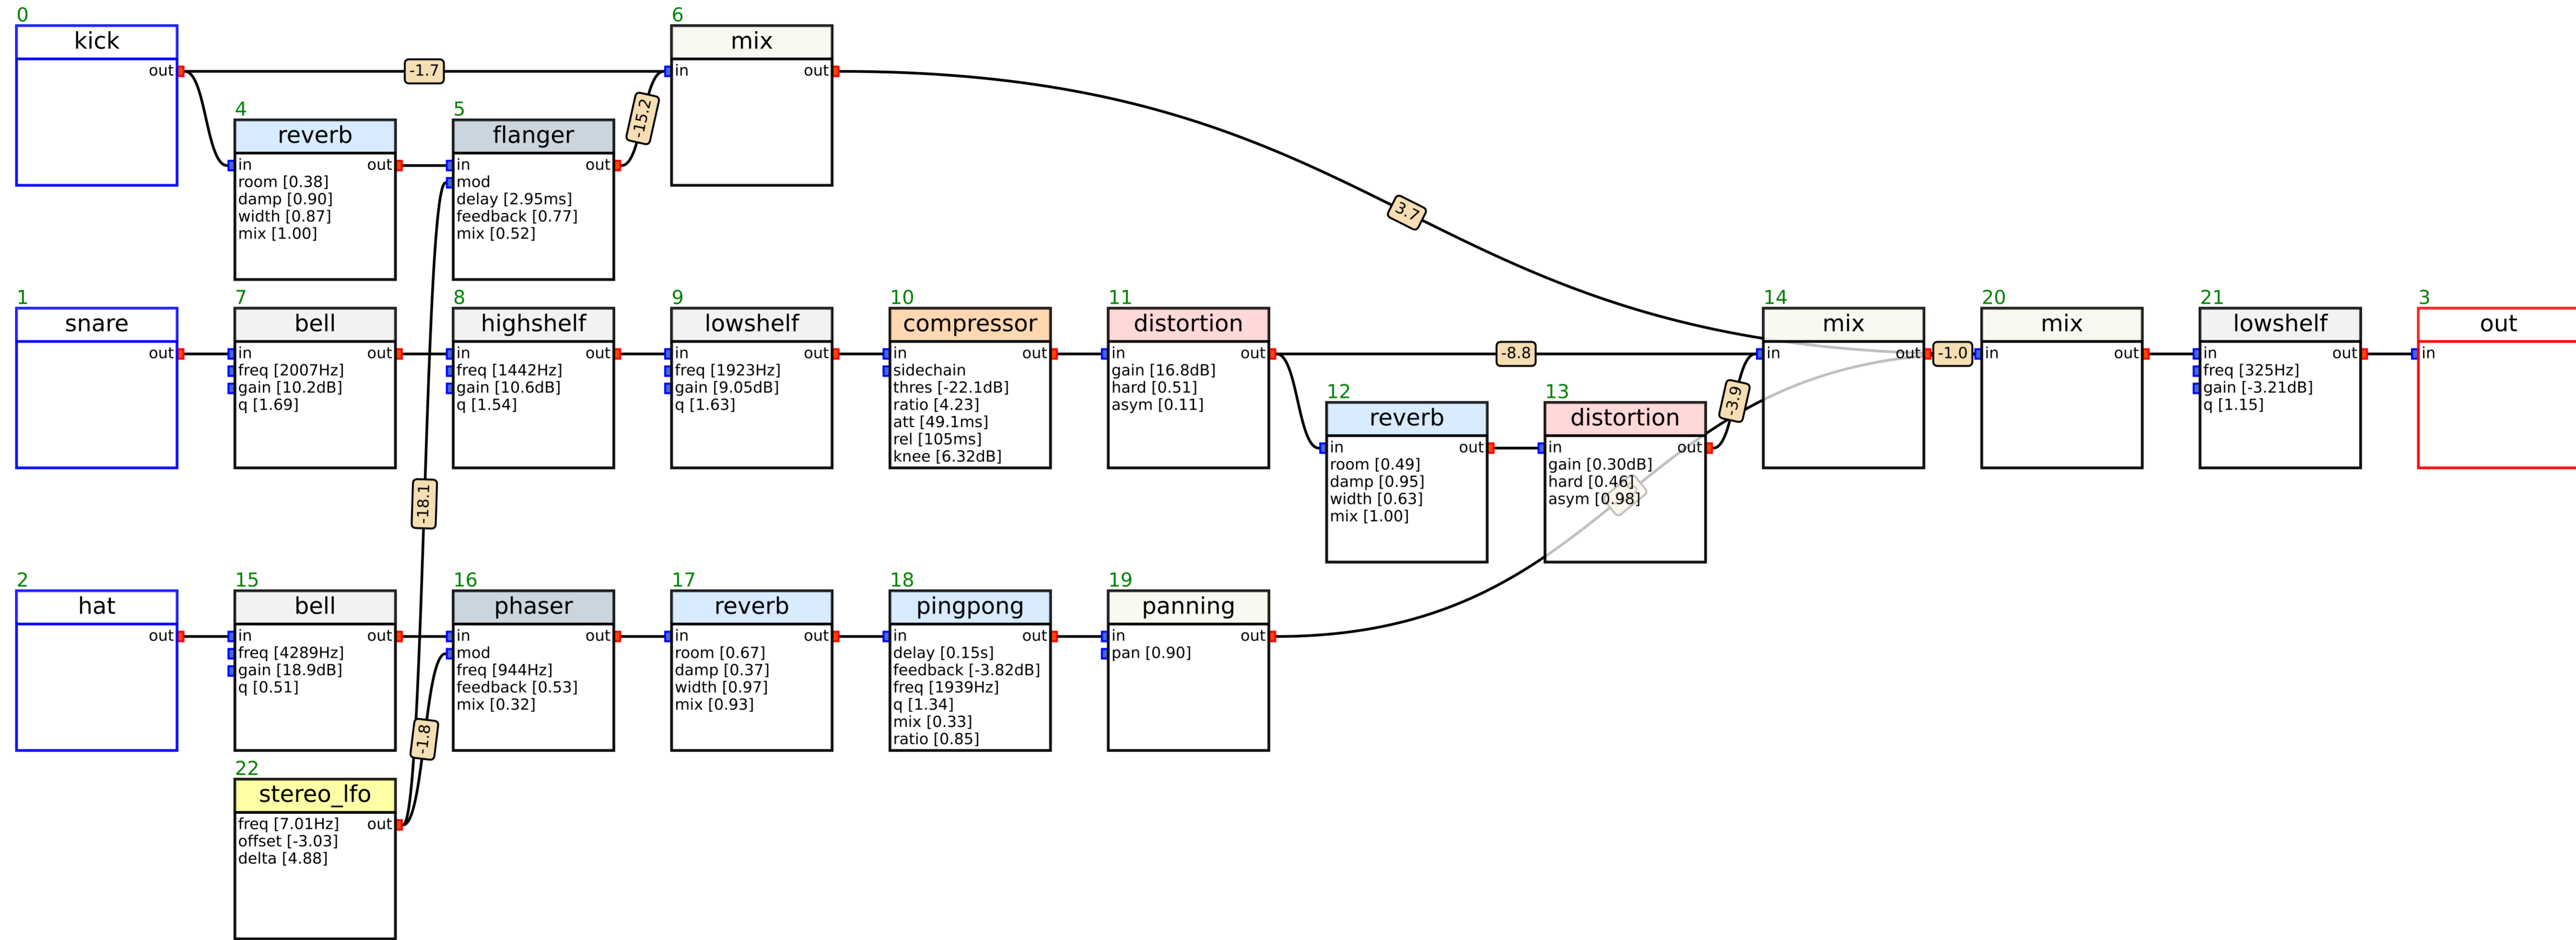 0
kick
out
-1.7
6
mix
in out
4
reverb
in out
room [0.38]
damp [0.90]
width [0.87]
mix [1.00]
5
flanger
in out
mod
delay [2.95ms]
feedback [0.77]
mix [0.52]
-15.2
3.7
1
snare
out
7
bell
in out
freq [2007Hz]
gain [10.2dB]
q [1.69]
8
highshelf
in out
freq [1442Hz]
gain [10.6dB]
q [1.54]
9
lowshelf
in out
freq [1923Hz]
gain [9.05dB]
q [1.63]
10
compressor
in out
sidechain
thres [-22.1dB]
ratio [4.23]
att [49.1ms]
rel [105ms]
knee [6.32dB]
11
distortion
in out
gain [16.8dB]
hard [0.51]
asym [0.11]
-8.8
12
reverb
in out
room [0.49]
damp [0.95]
width [0.63]
mix [1.00]
13
distortion
in out
gain [0.30dB]
hard [0.46]
asym [0.98]
-3.9
14
mix
in out
-1.0
20
mix
in out
21
lowshelf
in out
freq [325Hz]
gain [-3.21dB]
q [1.15]
3
out
in
-18.1
2
hat
out
15
bell
in out
freq [4289Hz]
gain [18.9dB]
q [0.51]
16
phaser
in out
mod
freq [944Hz]
feedback [0.53]
mix [0.32]
-1.8
17
reverb
in out
room [0.67]
damp [0.37]
width [0.97]
mix [0.93]
18
pingpong
in out
delay [0.15s]
feedback [-3.82dB]
freq [1939Hz]
q [1.34]
mix [0.33]
ratio [0.85]
19
panning
in out
pan [0.90]
22
stereo_lfo
freq [7.01Hz] out
offset [-3.03]
delta [4.88]